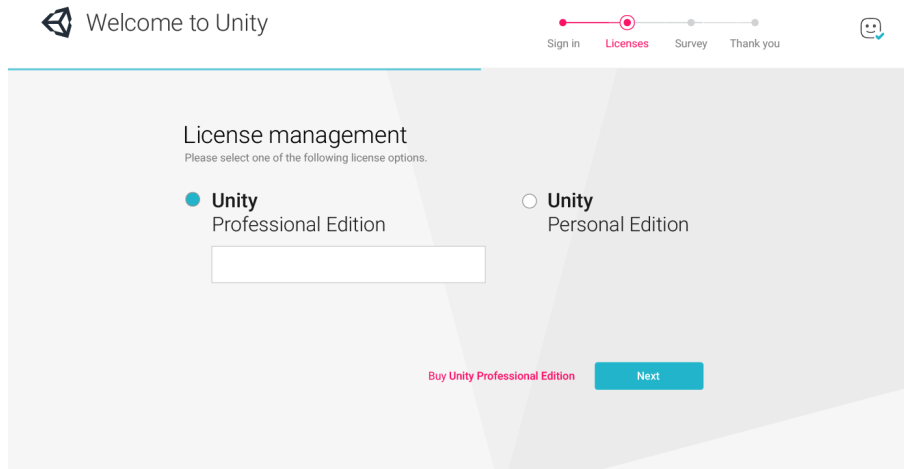 Welcome to Unity
Sign in
Licenses
Survey
Thank you
License management
Please select one of the following license options.
Unity
Professional Edition
Unity
Personal Edition
Buy Unity Professional Edition
Next